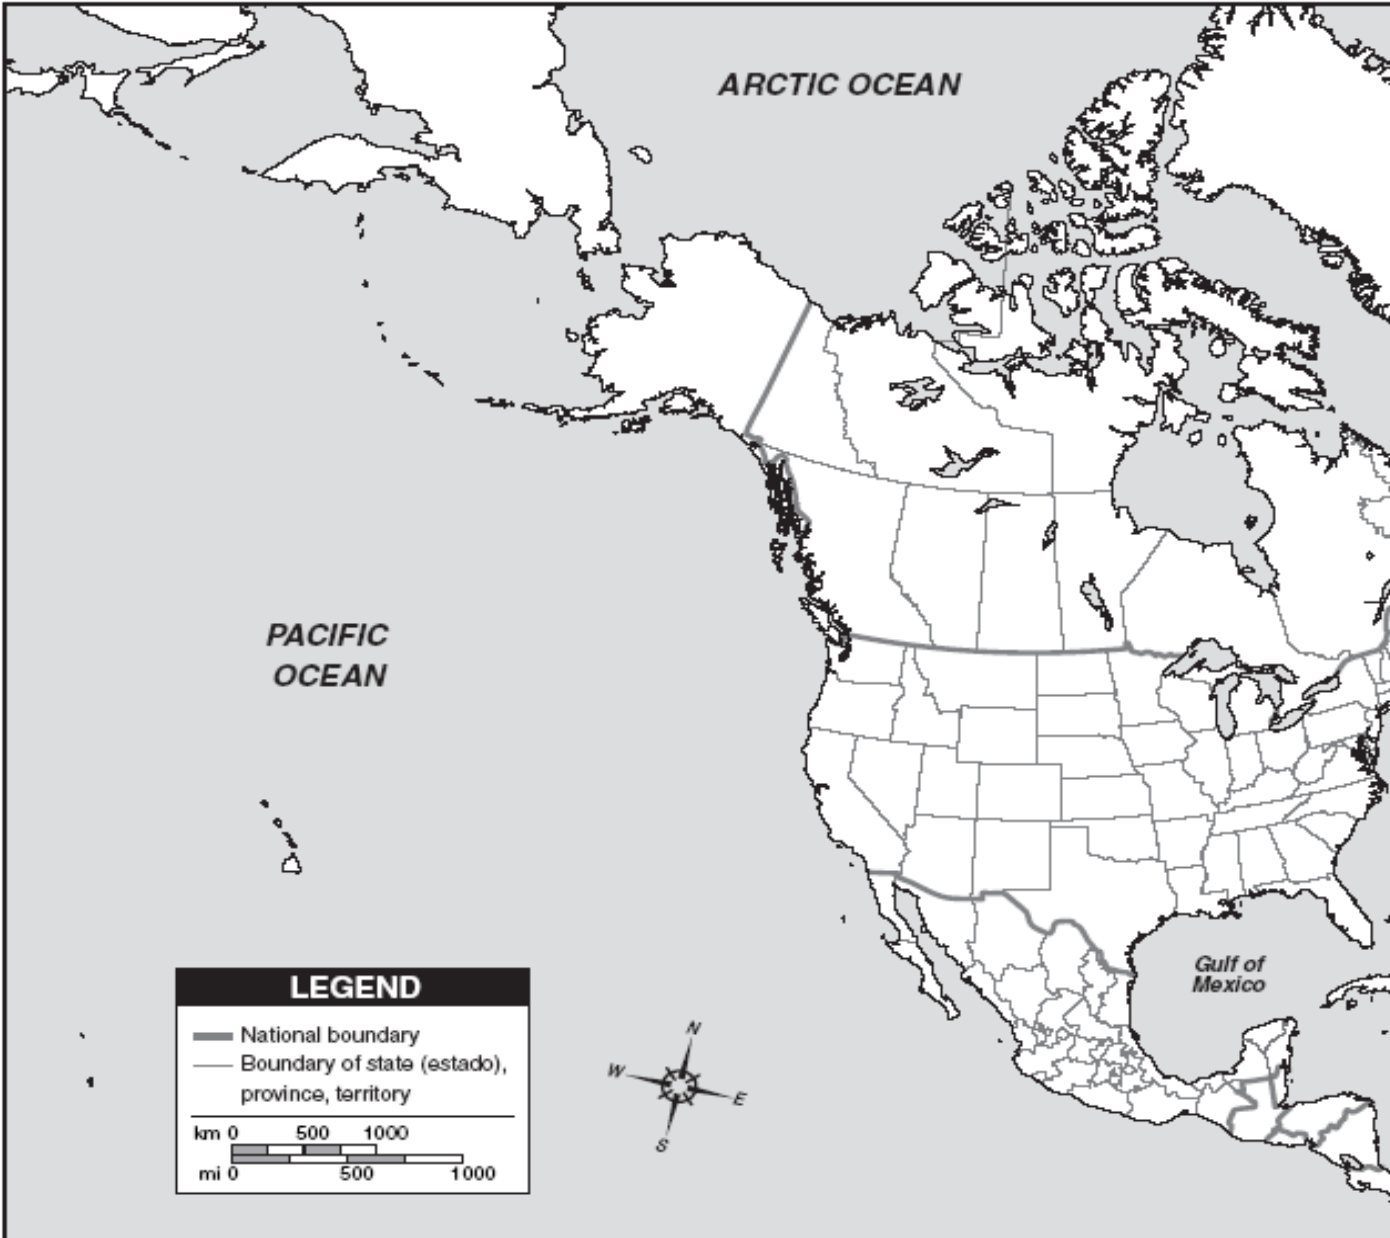 ARCTIC OCEAN
PACIFIC
OCEAN
Gulf of
Mexico
LEGEND
National boundary
Boundary of state (estado),
province, territory
km 0 500 1000
mi 0 500 1000
N
W
E
S